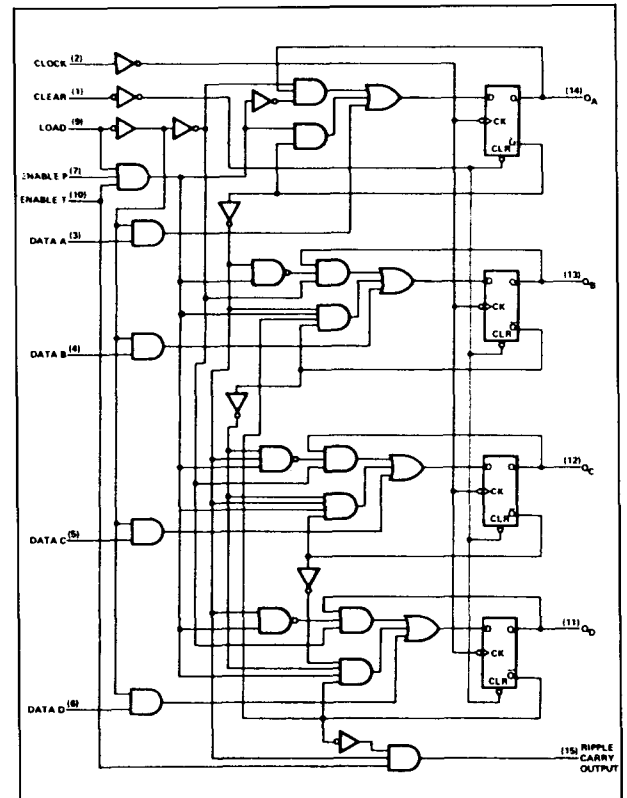 CLOCK (2)
CLEAR (1)
LOAD (9)
ENABLE P (7)
ENABLE T (10)
DATA A (3)
DATA B (4)
DATA C (5)
DATA D (6)
CK
CLR
(14) QA
(13) QB
CK
CLR
(12) QC
CK
CLR
(11) QD
CK
CLR
(15) RIPPLE
CARRY
OUTPUT